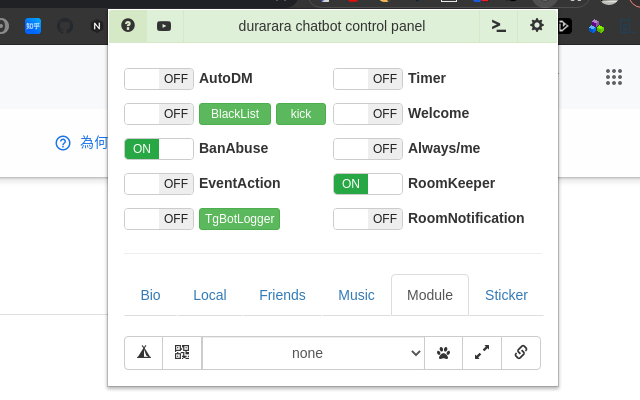 知乎
N
durarara chatbot control panel
OFF AutoDM
OFF Timer
OFF BlackList kick
OFF Welcome
ON BanAbuse
OFF Always/me
OFF EventAction
ON RoomKeeper
OFF TgBotLogger
OFF RoomNotification
為何
Bio Local Friends Music Module Sticker
none